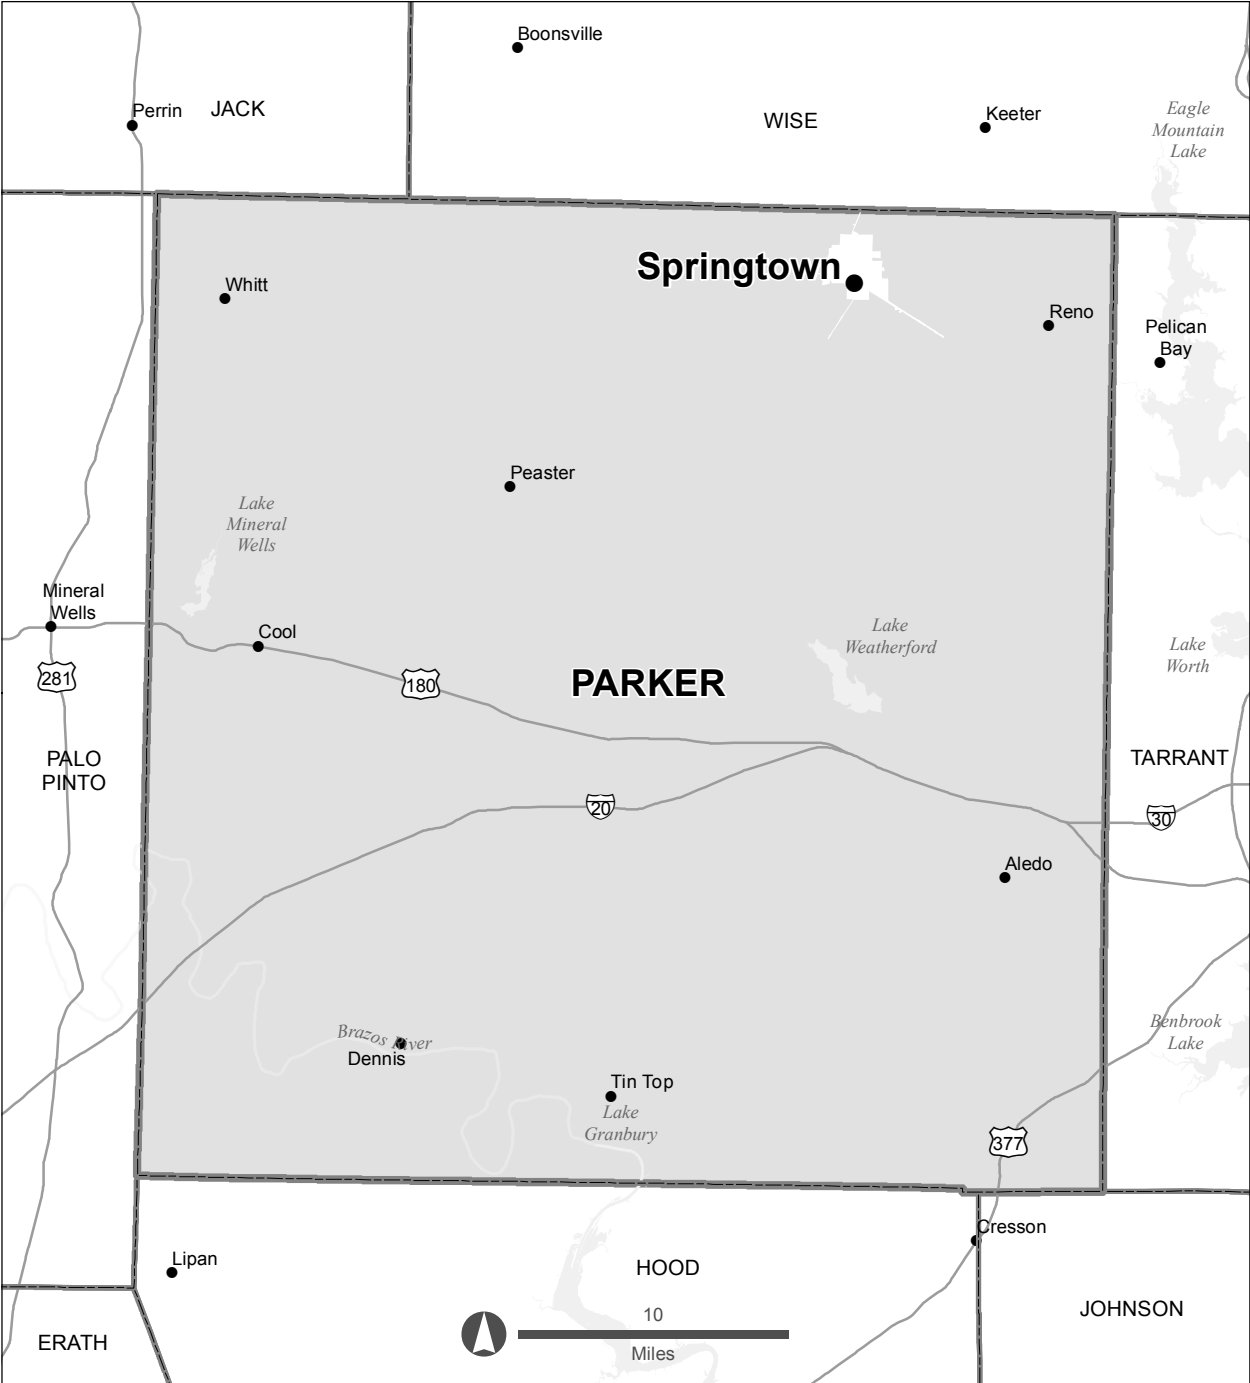 Boonsville
Perrin
JACK
WISE
Keeter
Eagle
Mountain
Lake
Springtown
Whitt
Reno
Pelican
Bay
Peaster
Lake
Mineral
Wells
Mineral
Wells
Cool
Lake
Weatherford
Lake
Worth
281
180
PARKER
PALO
PINTO
TARRANT
20
30
Aledo
Brazos River
Dennis
Benbrook
Lake
Tin Top
Lake
Granbury
377
Cresson
Lipan
HOOD
JOHNSON
10
Miles
ERATH